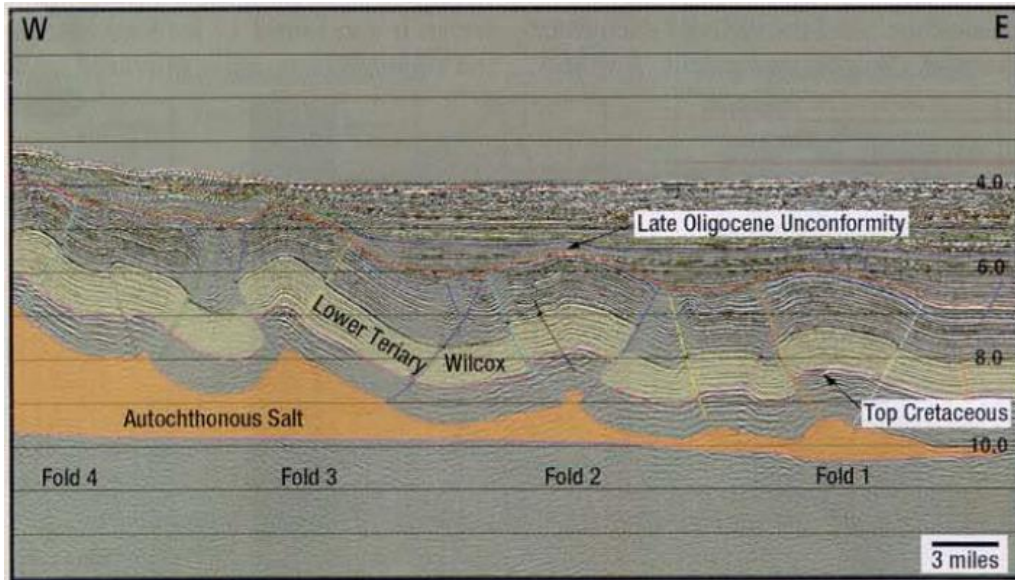 W
E
4.0
Late Oligocene Unconformity
6.0
Lower Teriary
Wilcox
8.0
Top Cretaceous
Autochthonous Salt
10.0
Fold 4
Fold 3
Fold 2
Fold 1
3 miles